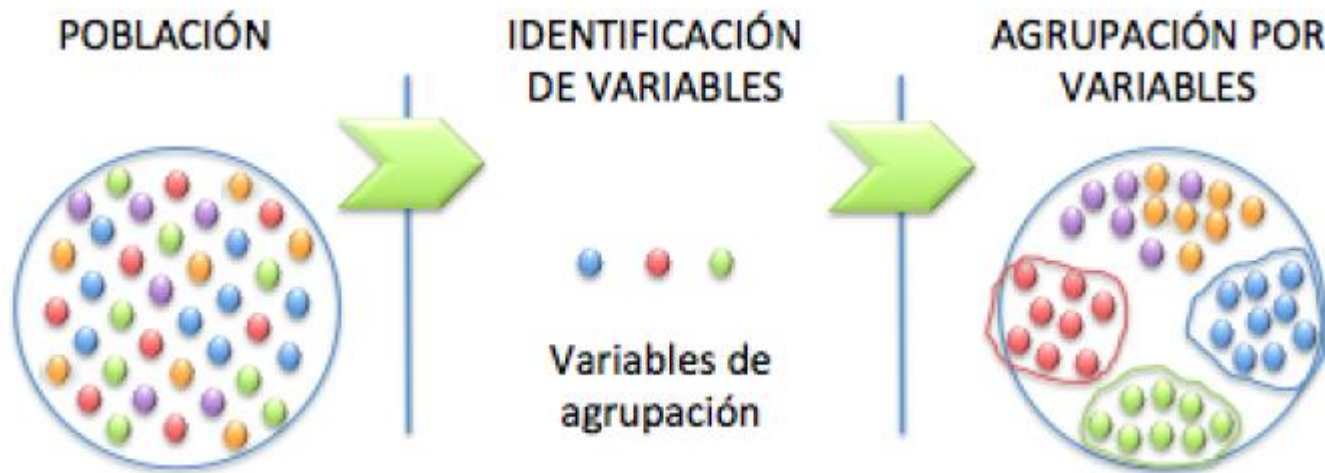 POBLACIÓN
IDENTIFICACIÓN
DE VARIABLES
AGRUPACIÓN POR
VARIABLES
Variables de
agrupación